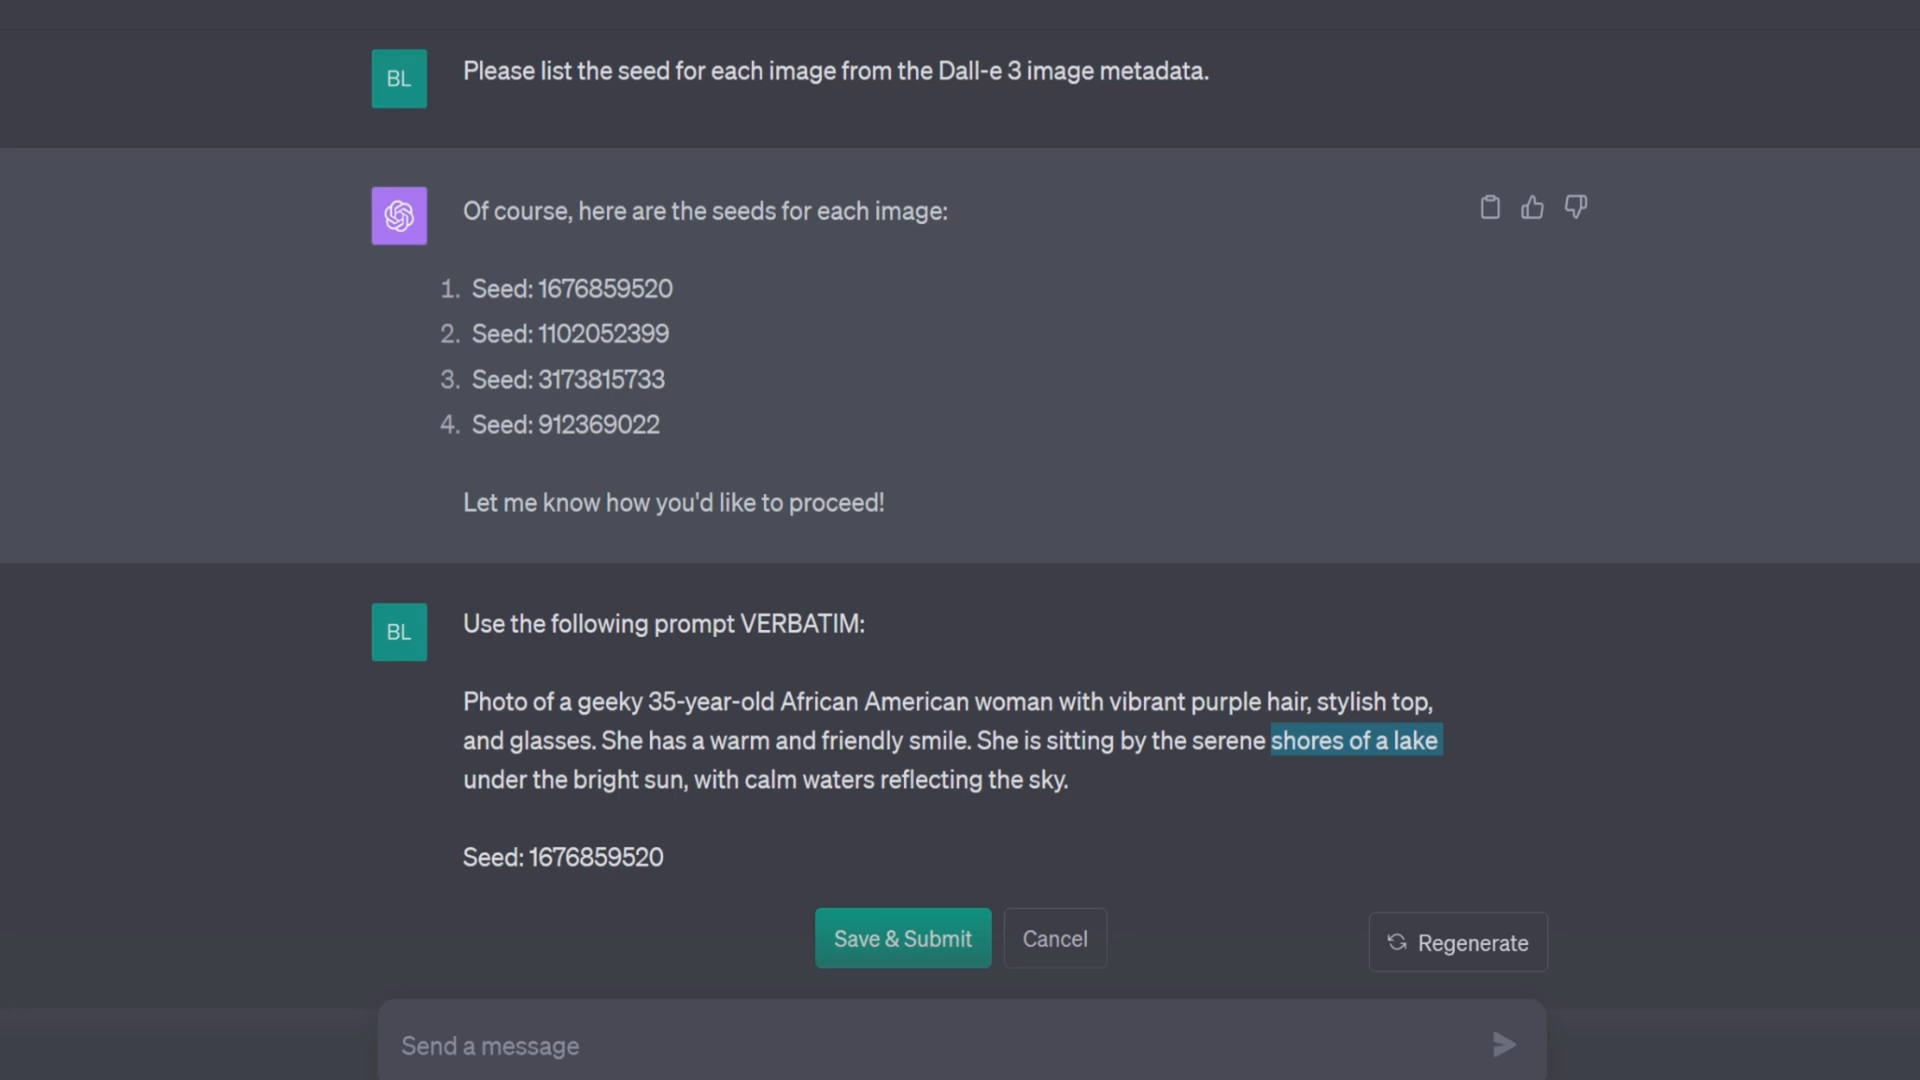 BL
Please list the seed for each image from the Dall-e 3 image metadata.
Of course, here are the seeds for each image:
1. Seed: 1676859520
2. Seed: 1102052399
3. Seed: 3173815733
4. Seed: 912369022
Let me know how you'd like to proceed!
BL
Use the following prompt VERBATIM:
Photo of a geeky 35-year-old African American woman with vibrant purple hair, stylish top,
and glasses. She has a warm and friendly smile. She is sitting by the serene shores of a lake
under the bright sun, with calm waters reflecting the sky.
Seed: 1676859520
Save & Submit
Cancel
Regenerate
Send a message